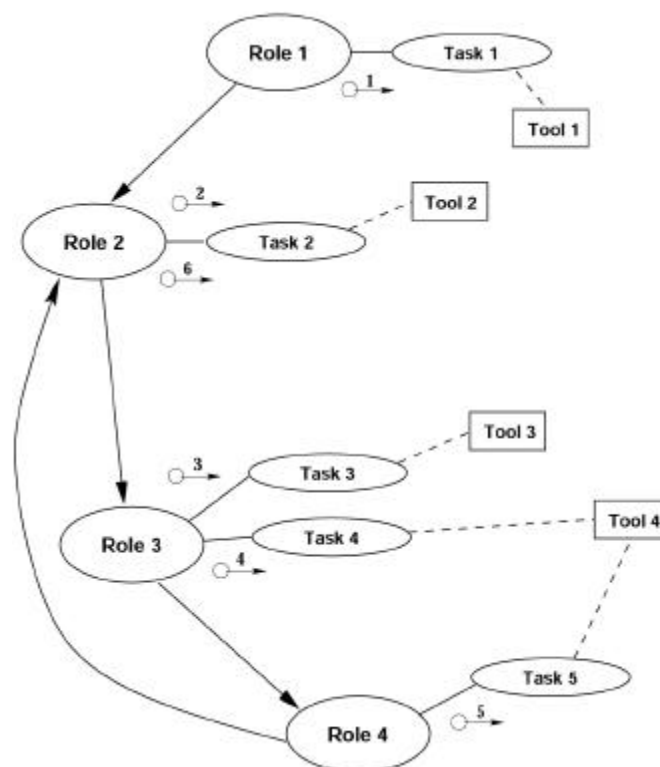 Role 1
Task 1
1
Tool 1
2
Tool 2
Role 2
Task 2
6
Tool 3
3
Task 3
Tool 4
Role 3
Task 4
4
Task 5
5
Role 4